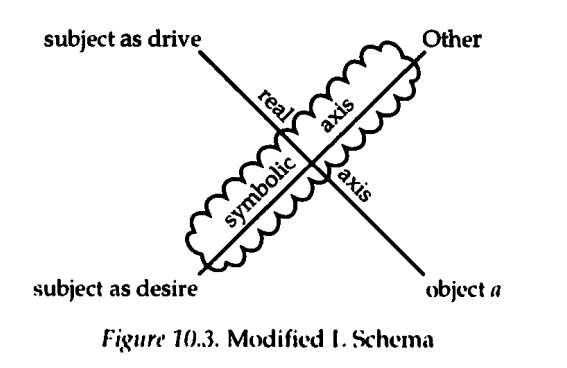 subject as drive
Other
real
axis
symbolic
axis
subject as desire
object a
Figure 10.3. Modified L Schema